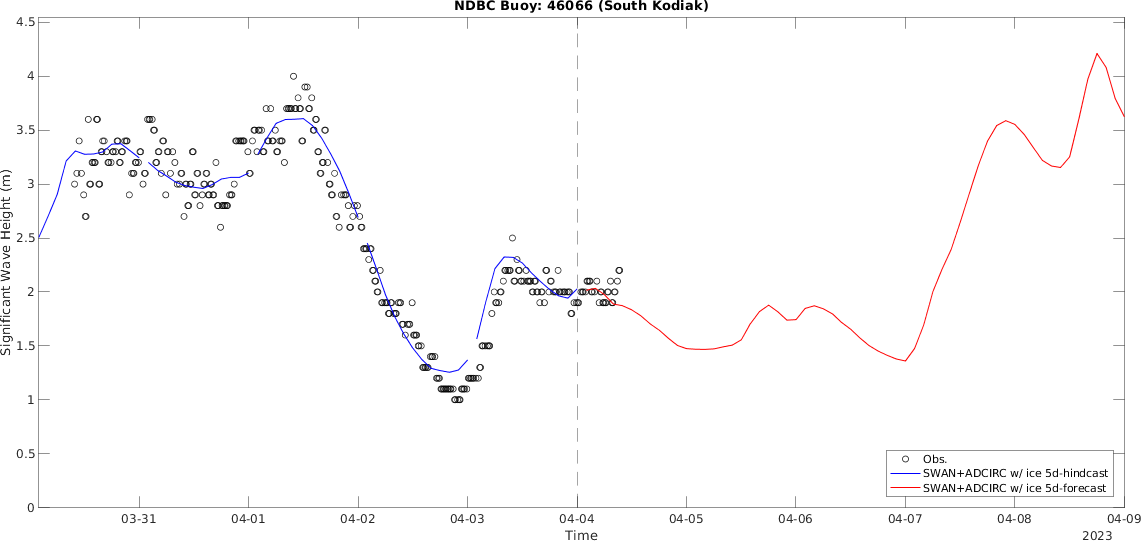 NDBC Buoy: 46066 (South Kodiak)
4.5
4
3.5
3
2.5
2
1.5
1
0.5
0
Significant Wave Height (m)
Obs.
SWAN+ADCIRC w/ ice 5d-hindcast
SWAN+ADCIRC w/ ice 5d-forecast
03-31 04-01 04-02 04-03 04-04 04-05 04-06 04-07 04-08 04-09
Time
2023